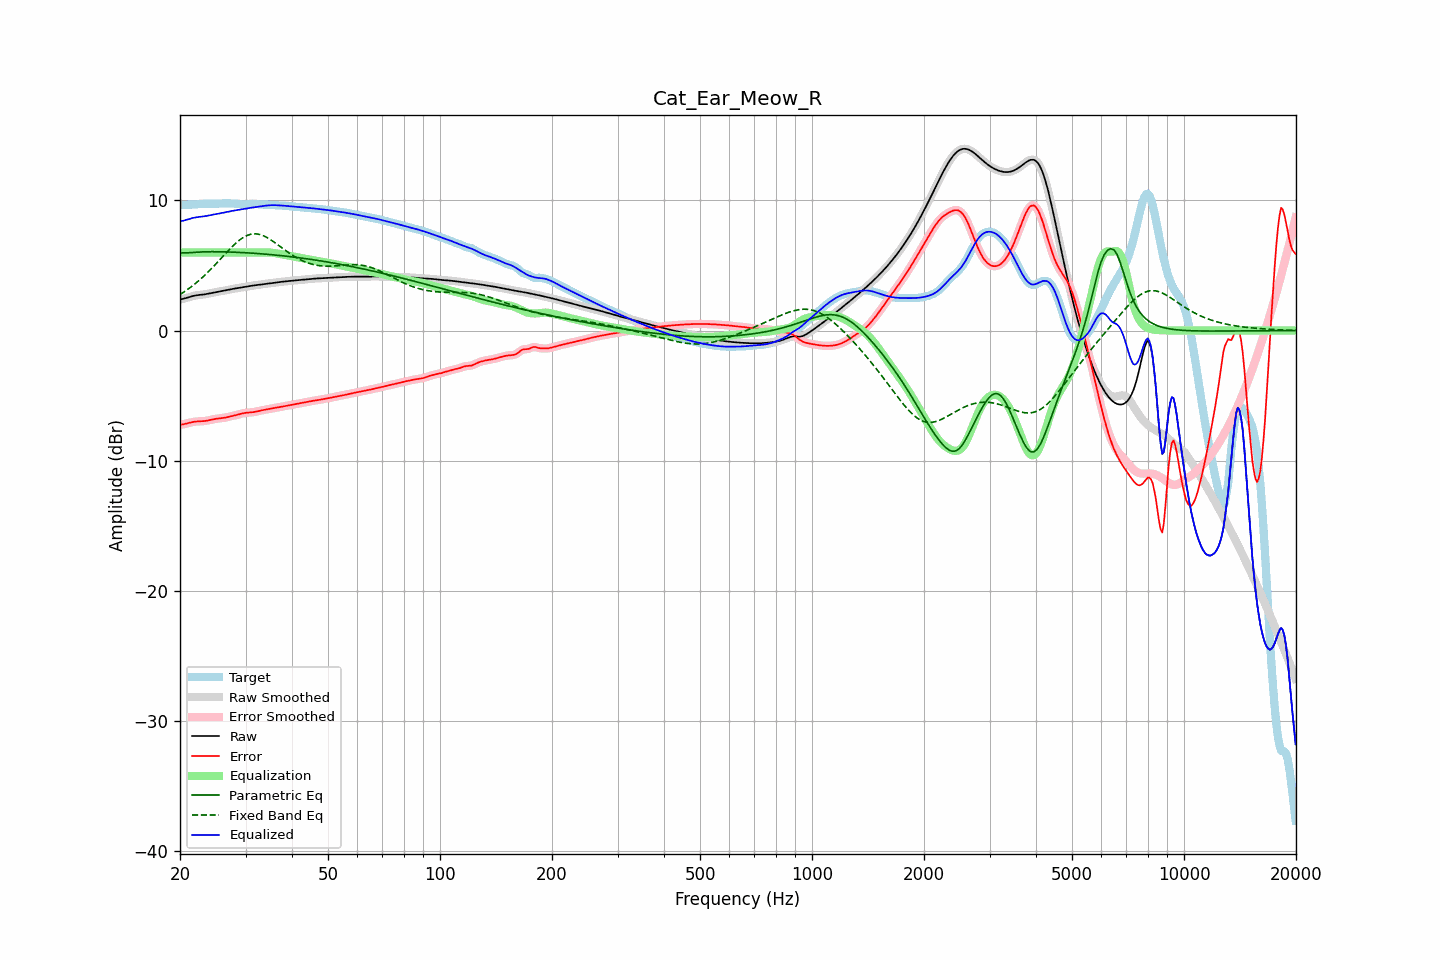 Cat_Ear_Meow_R
Amplitude (dBr)
10
0
−10
−20
−30
−40
Target
Raw Smoothed
Error Smoothed
Raw
Error
Equalization
Parametric Eq
Fixed Band Eq
Equalized
20 50 100 200 500 1000 2000 5000 10000 20000
Frequency (Hz)